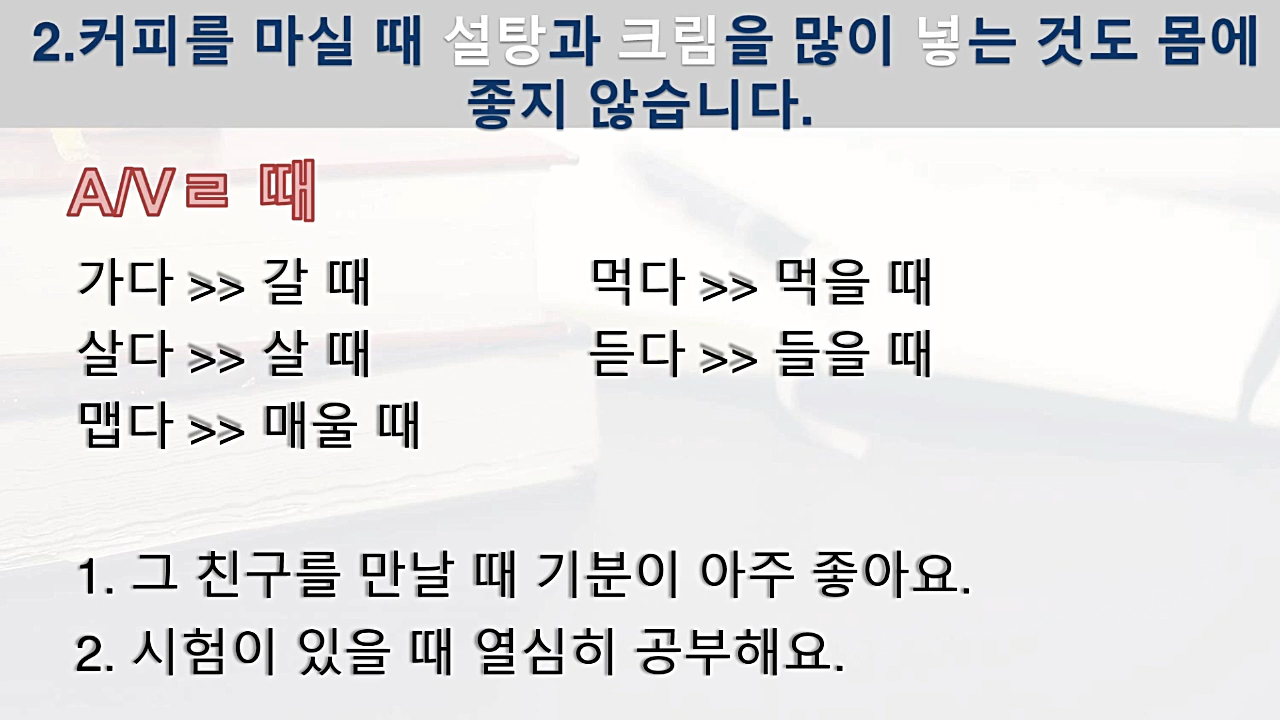 2.커피를 마실 때 설탕과 크림을 많이 넣는 것도 몸에
좋지 않습니다.
A/Vㄹ 때
가다 >> 갈 때 먹다 >> 먹을 때
살다 >> 살 때 듣다 >> 들을 때
맵다 >> 매울 때
1. 그 친구를 만날 때 기분이 아주 좋아요.
2. 시험이 있을 때 열심히 공부해요.